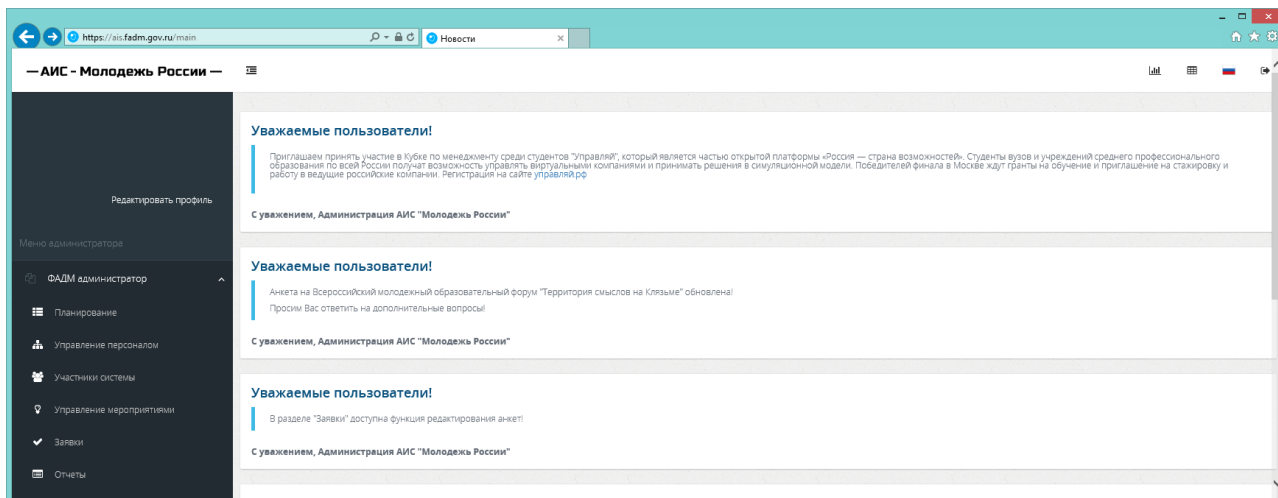 https://ais.fadm.gov.ru/main
Новости
— АИС - Молодежь России —
Уважаемые пользователи!
Приглашаем принять участие в Кубке по менеджменту среди студентов "Управляй", который является частью открытой платформы «Россия — страна возможностей». Студенты вузов и учреждений среднего профессионального
образования по всей России получат возможность управлять виртуальными компаниями и принимать решения в симуляционной модели. Победителей финала в Москве ждут гранты на обучение и приглашение на стажировку и
работу в ведущие российские компании. Регистрация на сайте управляй.рф
С уважением, Администрация АИС "Молодежь России"
Редактировать профиль
Меню администратора
ФАДМ администратор
Планирование
Управление персоналом
Участники системы
Управление мероприятиями
Заявки
Отчеты
Уважаемые пользователи!
Анкета на Всероссийский молодежный образовательный форум "Территория смыслов на Клязьме" обновлена!
Просим Вас ответить на дополнительные вопросы!
С уважением, Администрация АИС "Молодежь России"
Уважаемые пользователи!
В разделе "Заявки" доступна функция редактирования анкет!
С уважением, Администрация АИС "Молодежь России"